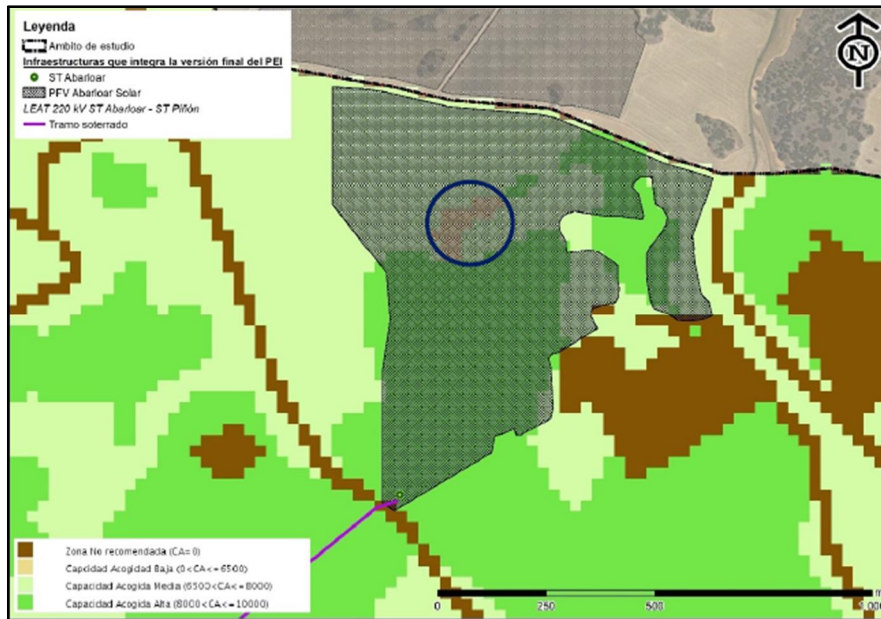 Leyenda
Ambito de estudio
Infraestructuras que integra la versión final del PEI
ST Abarloar
PFV Abarloar Solar
LEAT 220 kV ST Abarloar - ST Piñón
Tramo soterrado
N
Zona No recomendada (CA=0)
Capcidad Acogidad Baja (0<CA<=6500)
Capacidad Acogida Media (6500<CA<=8000)
Capacidad Acogida Alta (8000<CA<=10000)
0 250 500 1.000
m